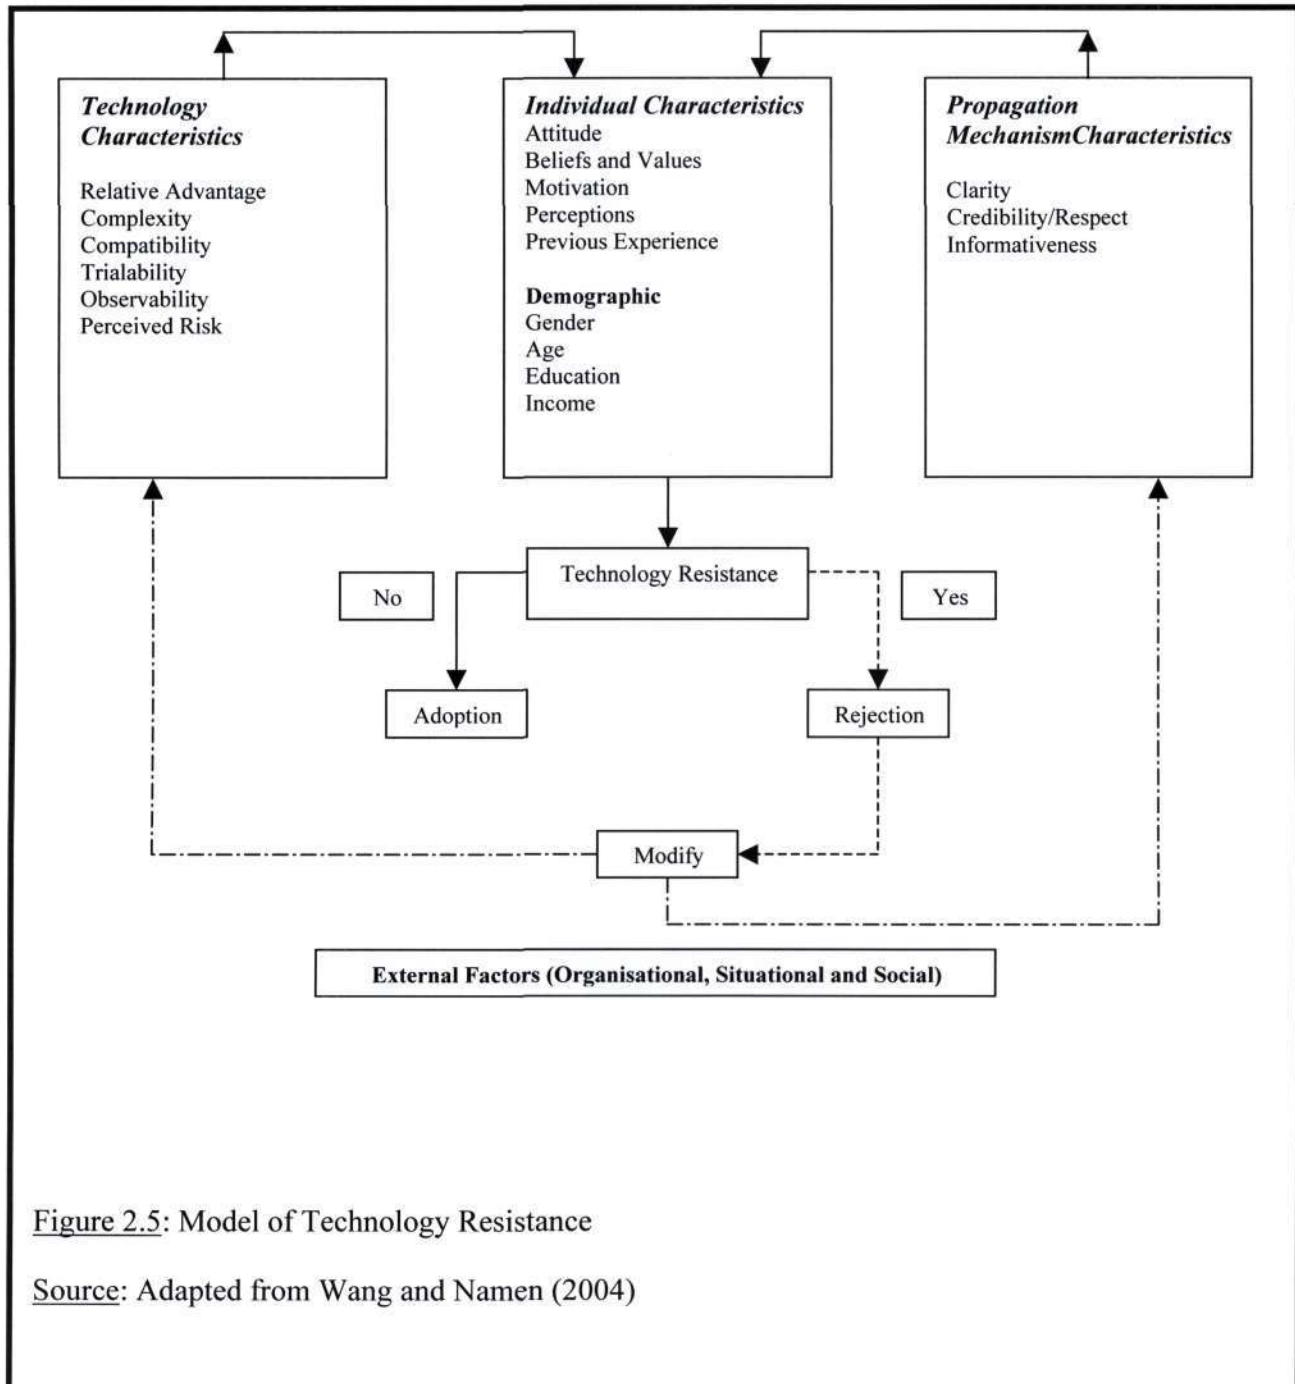 Technology
Characteristics
Relative Advantage
Complexity
Compatibility
Trialability
Observability
Perceived Risk
Individual Characteristics
Attitude
Beliefs and Values
Motivation
Perceptions
Previous Experience
Demographic
Gender
Age
Education
Income
Propagation
MechanismCharacteristics
Clarity
Credibility/Respect
Informativeness
Technology Resistance
No
Yes
Adoption
Rejection
Modify
External Factors (Organisational, Situational and Social)
Figure 2.5: Model of Technology Resistance
Source: Adapted from Wang and Namen (2004)